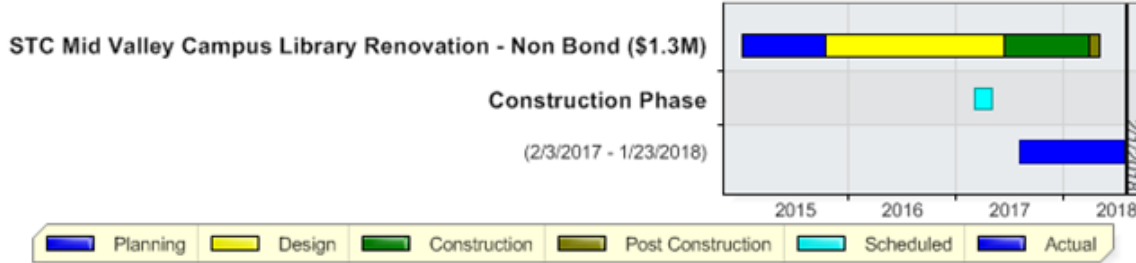 STC Mid Valley Campus Library Renovation - Non Bond ($1.3M)
Construction Phase
(2/3/2017 - 1/23/2018)
2015 2016 2017 2018
Planning Design Construction Post Construction Scheduled Actual